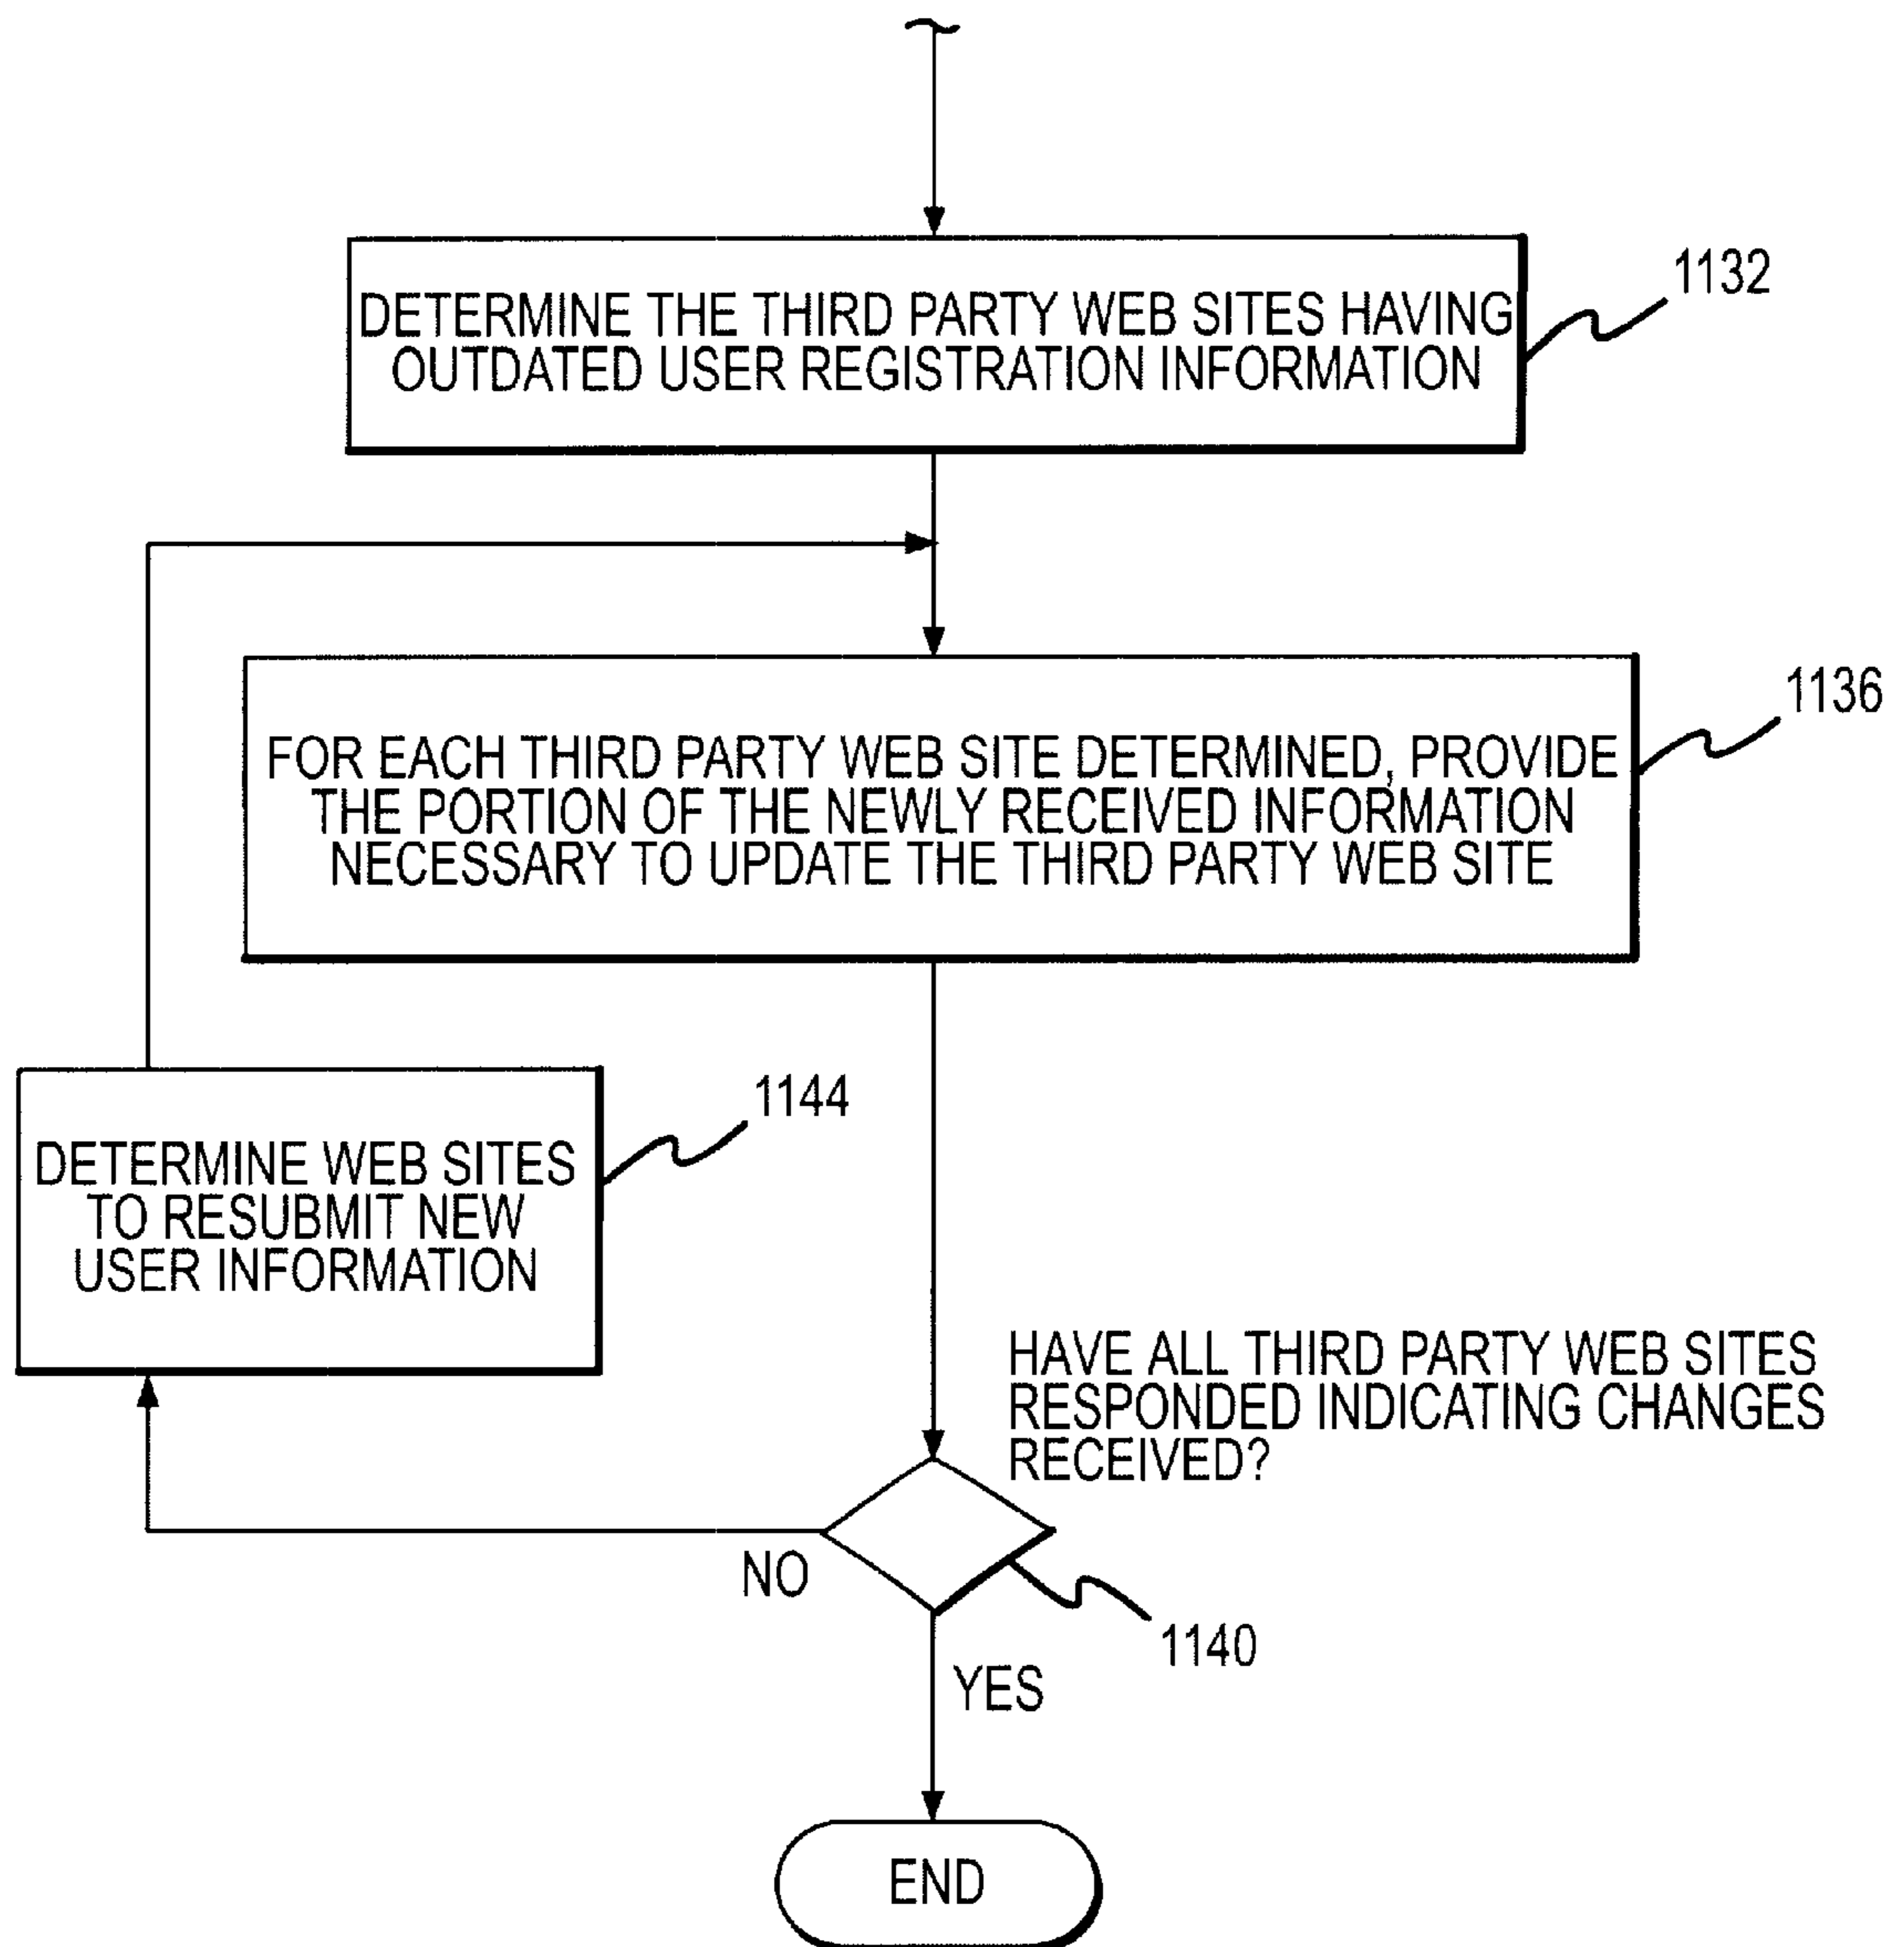 DETERMINE THE THIRD PARTY WEB SITES HAVING
OUTDATED USER REGISTRATION INFORMATION
1132
FOR EACH THIRD PARTY WEB SITE DETERMINED, PROVIDE
THE PORTION OF THE NEWLY RECEIVED INFORMATION
NECESSARY TO UPDATE THE THIRD PARTY WEB SITE
1136
DETERMINE WEB SITES
TO RESUBMIT NEW
USER INFORMATION
1144
HAVE ALL THIRD PARTY WEB SITES
RESPONDED INDICATING CHANGES
RECEIVED?
NO
1140
YES
END